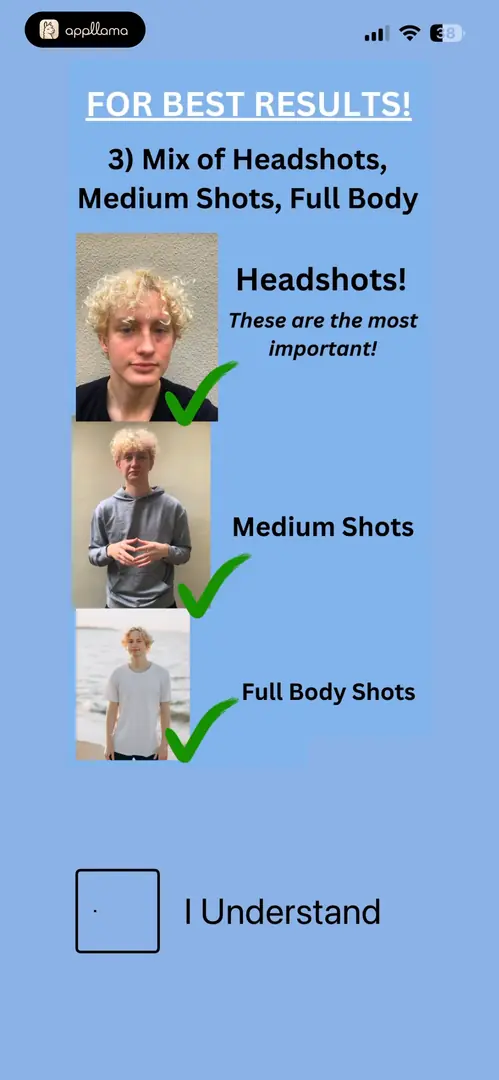 appllama
38
FOR BEST RESULTS!
3) Mix of Headshots,
Medium Shots, Full Body
Headshots!
These are the most
important!
Medium Shots
Full Body Shots
I Understand